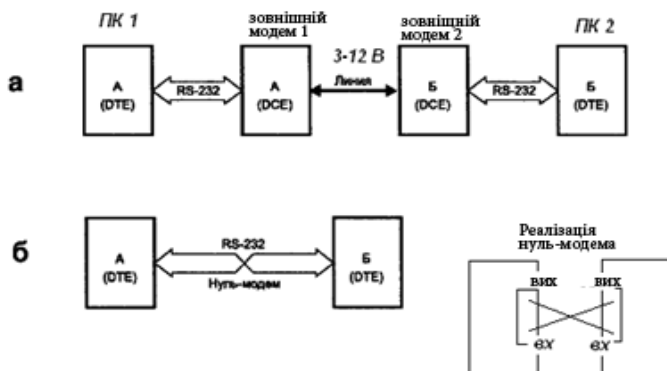 ПК 1
зовнішній
модем 1
3-12 В
зовніщній
модем 2
ПК 2
а
А
(DTE)
RS-232
А
(DCE)
Линия
Б
(DCE)
RS-232
Б
(DTE)
б
А
(DTE)
RS-232
Нуль-модем
Б
(DTE)
Реалізація
нуль-модема
вих вих
вх вх